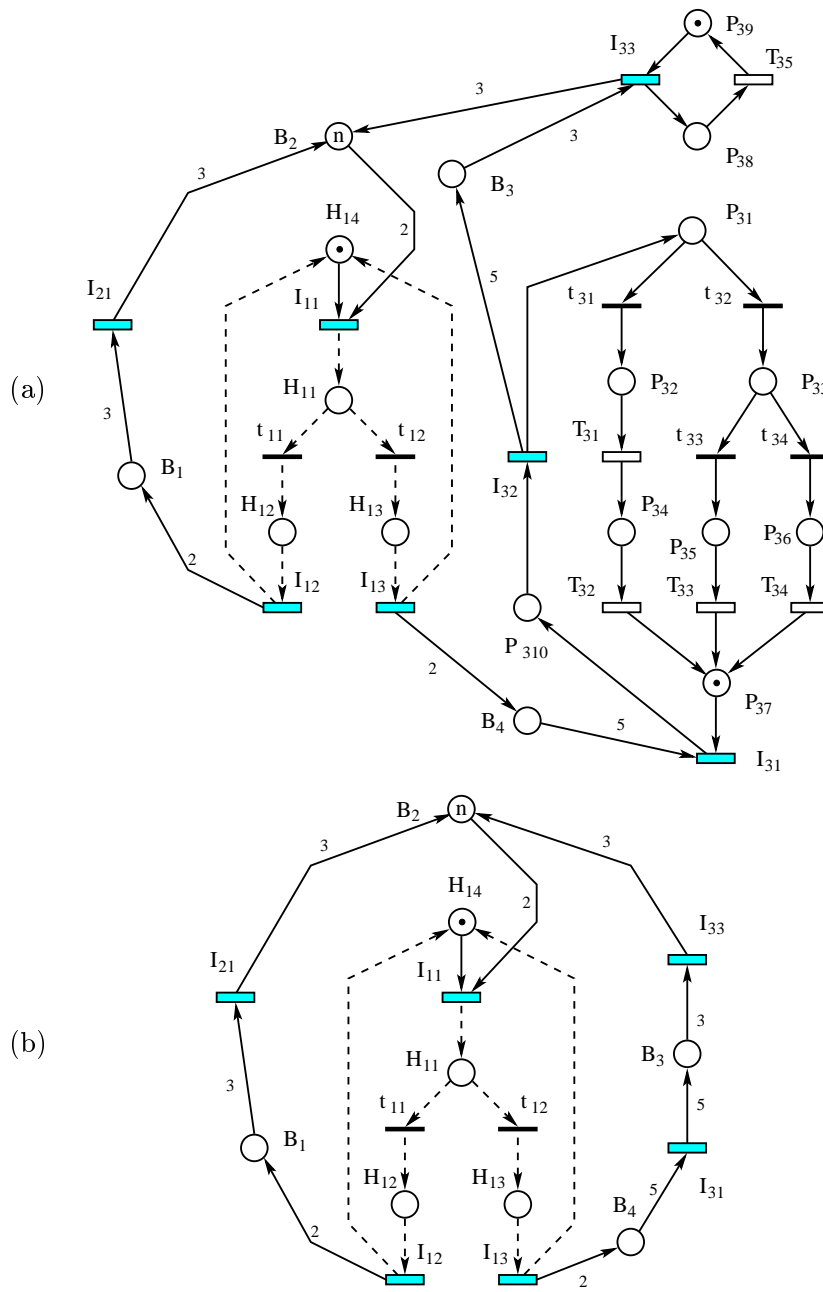 P39
I33
T35
3
B2
n
3
P38
3
B3
H14
2
P31
5
I21
I11
t31
t32
(a)
H11
P32
P33
3
t11
t12
T31
t33
t34
B1
I32
H12
H13
P34
P35
P36
2
I12
I13
T32
T33
T34
P 310
2
P37
B4
5
I31
B2
n
3
3
H14
2
I21
I11
I33
(b)
H11
3
B3
3
t11
t12
5
B1
H12
H13
B4
5
I31
2
I12
I13
2